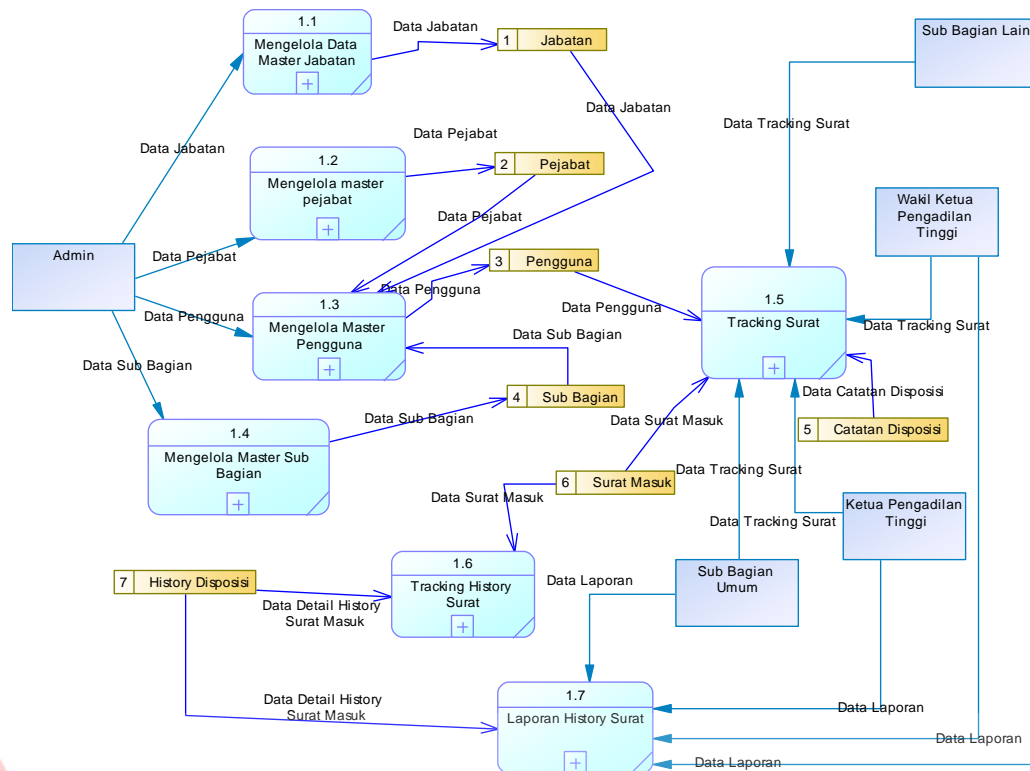 1.1
Mengelola Data
Master Jabatan
Data Jabatan
1 Jabatan
Sub Bagian Lain
Data Jabatan
Data Tracking Surat
Data Jabatan
Data Pejabat
1.2
Mengelola master
pejabat
2 Pejabat
Wakil Ketua
Pengadilan
Tinggi
Data Pejabat
Admin
Data Pejabat
3 Pengguna
Data Pengguna
1.3
Mengelola Master
Pengguna
Data Pengguna
Data Pengguna
1.5
Tracking Surat
Data Tracking Surat
Data Sub Bagian
Data Sub Bagian
4 Sub Bagian
Data Catatan Disposisi
Data Sub Bagian
Data Surat Masuk
5 Catatan Disposisi
1.4
Mengelola Master Sub
Bagian
Data Tracking Surat
6 Surat Masuk
Data Surat Masuk
Ketua Pengadilan
Tinggi
Data Tracking Surat
1.6
Tracking History
Surat
Sub Bagian
Umum
7 History Disposisi
Data Laporan
Data Detail History
Surat Masuk
Data Detail History
Surat Masuk
1.7
Laporan History Surat
Data Laporan
Data Laporan
Data Laporan